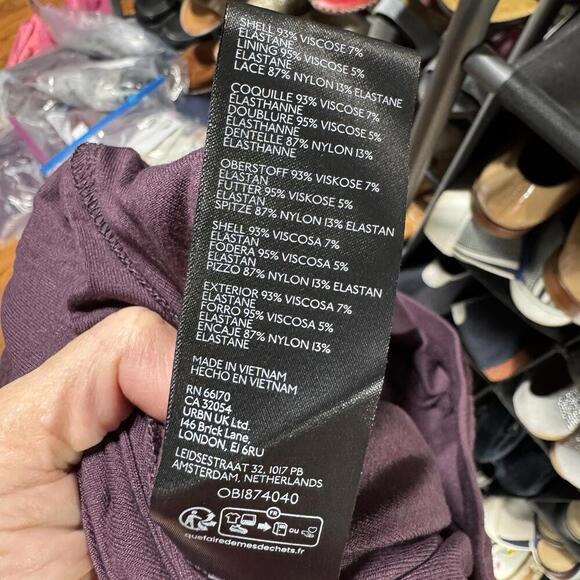 SHELL 93% VISCOSE 7%
ELASTANE
LINING 95% VISCOSE 5%
ELASTANE
LACE 87% NYLON 13% ELASTANE
COQUILLE 93% VISCOSE 7%
ELASTHANNE
DOUBLURE 95% VISCOSE 5%
ELASTHANNE
DENTELLE 87% NYLON 13%
ELASTHANNE
OBERSTOFF 93% VISKOSE 7%
ELASTAN
FUTTER 95% VISKOSE 5%
ELASTAN
SPITZE 87% NYLON 13% ELASTAN
SHELL 93% VISCOSA 7%
ELASTAN
FODERA 95% VISCOSA 5%
ELASTAN
PIZZO 87% NYLON 13% ELASTAN
EXTERIOR 93% VISCOSA 7%
ELASTANE
FORRO 95% VISCOSA 5%
ELASTANE
ENCAJE 87% NYLON 13%
ELASTANE
MADE IN VIETNAM
HECHO EN VIETNAM
RN 66170
CA 32054
URBN UK Ltd.
146 Brick Lane,
LONDON, E1 6RU
LEIDSESTRAAT 32, 1017 PB
AMSTERDAM, NETHERLANDS
OB1874040
FR
OU
quefairedemesdechets.fr